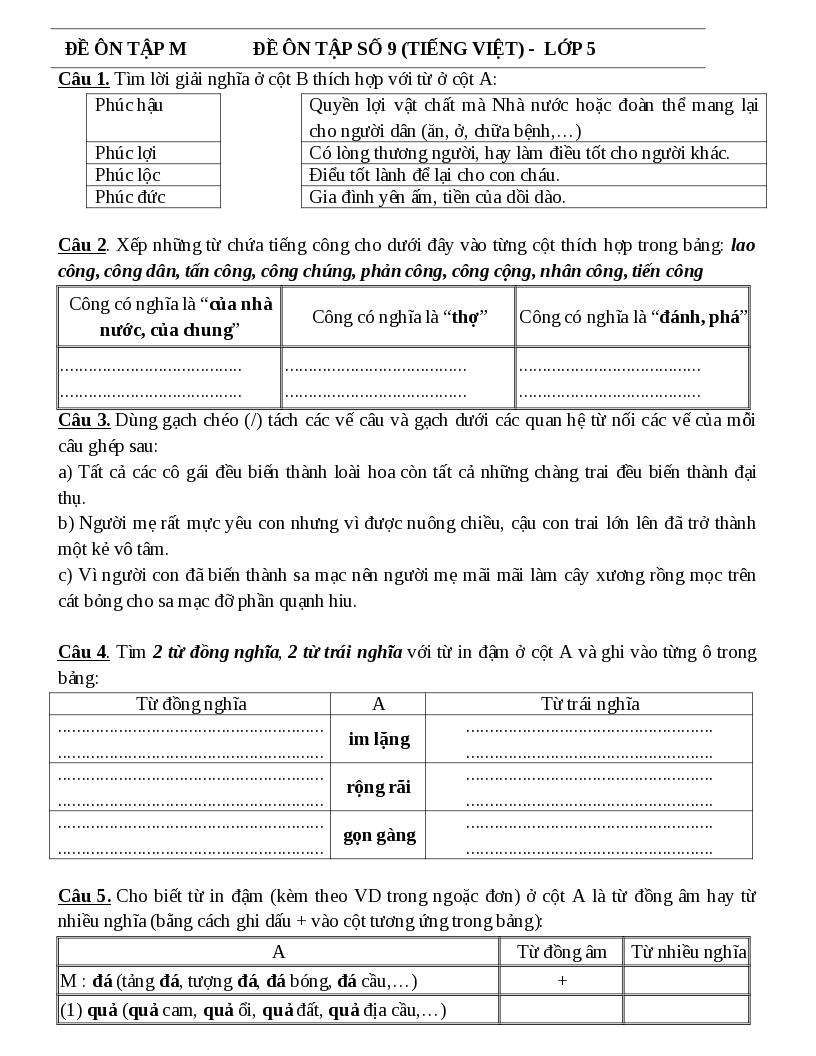 ĐỀ ÔN TẬP M ĐỀ ÔN TẬP SỐ 9 (TIẾNG VIỆT) - LỚP 5
Câu 1. Tìm lời giải nghĩa ở cột B thích hợp với từ ở cột A:
Phúc hậu
Quyền lợi vật chất mà Nhà nước hoặc đoàn thể mang lại
cho người dân (ăn, ở, chữa bệnh,…)
Phúc lợi
Có lòng thương người, hay làm điều tốt cho người khác.
Phúc lộc
Điều tốt lành để lại cho con cháu.
Phúc đức
Gia đình yên ấm, tiền của dồi dào.
Câu 2. Xếp những từ chứa tiếng công cho dưới đây vào từng cột thích hợp trong bảng: lao
công, công dân, tấn công, công chúng, phản công, công cộng, nhân công, tiến công
Công có nghĩa là “của nhà
nước, của chung”
Công có nghĩa là “thợ”
Công có nghĩa là “đánh, phá”
......................................
......................................
......................................
......................................
......................................
......................................
Câu 3. Dùng gạch chéo (/) tách các vế câu và gạch dưới các quan hệ từ nối các vế của mỗi
câu ghép sau:
a) Tất cả các cô gái đều biến thành loài hoa còn tất cả những chàng trai đều biến thành đại
thụ.
b) Người mẹ rất mực yêu con nhưng vì được nuông chiều, cậu con trai lớn lên đã trở thành
một kẻ vô tâm.
c) Vì người con đã biến thành sa mạc nên người mẹ mãi mãi làm cây xương rồng mọc trên
cát bỏng cho sa mạc đỡ phần quạnh hiu.
Câu 4. Tìm 2 từ đồng nghĩa, 2 từ trái nghĩa với từ in đậm ở cột A và ghi vào từng ô trong
bảng:
Từ đồng nghĩa A Từ trái nghĩa
........................................................ ....................................................
im lặng
........................................................ ....................................................
........................................................ ....................................................
rộng rãi
........................................................ ....................................................
........................................................ ....................................................
gọn gàng
........................................................ ....................................................
Câu 5. Cho biết từ in đậm (kèm theo VD trong ngoặc đơn) ở cột A là từ đồng âm hay từ
nhiều nghĩa (bằng cách ghi dấu + vào cột tương ứng trong bảng):
A Từ đồng âm Từ nhiều nghĩa
M : đá (tảng đá, tượng đá, đá bóng, đá cầu,…) +
(1) quả (quả cam, quả ổi, quả đất, quả địa cầu,…)